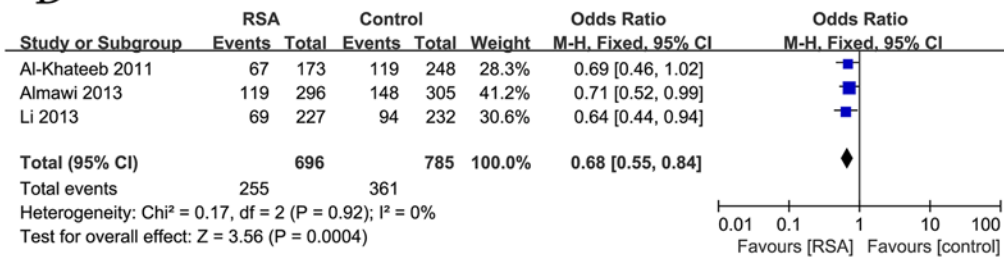 RSA Control Odds Ratio Odds Ratio
Study or Subgroup Events Total Events Total Weight M-H, Fixed, 95% CI M-H, Fixed, 95% CI
Al-Khateeb 2011 67 173 119 248 28.3% 0.69 [0.46, 1.02]
Almawi 2013 119 296 148 305 41.2% 0.71 [0.52, 0.99]
Li 2013 69 227 94 232 30.6% 0.64 [0.44, 0.94]
Total (95% CI) 696 785 100.0% 0.68 [0.55, 0.84]
Total events 255 361
Heterogeneity: Chi² = 0.17, df = 2 (P = 0.92); I² = 0%
Test for overall effect: Z = 3.56 (P = 0.0004)
0.01 0.1 1 10 100
Favours [RSA] Favours [control]